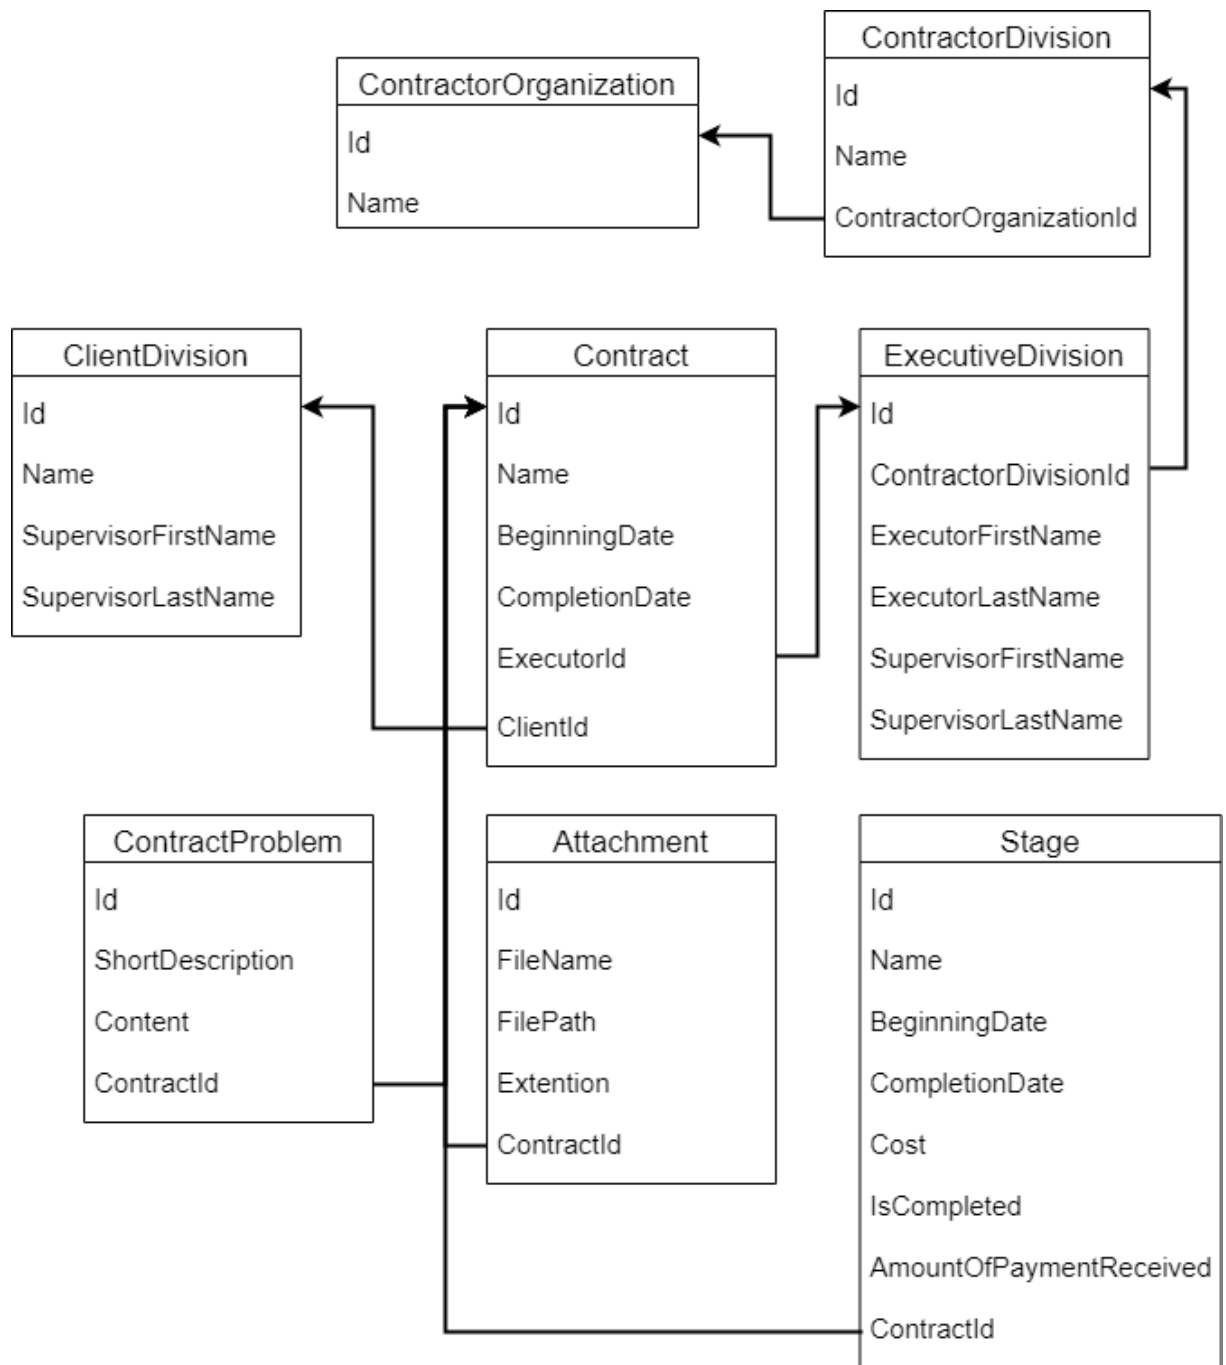 ContractorOrganization
Id
Name
ContractorDivision
Id
Name
ContractorOrganizationId
ClientDivision
Id
Name
SupervisorFirstName
SupervisorLastName
Contract
Id
Name
BeginningDate
CompletionDate
ExecutorId
ClientId
ExecutiveDivision
Id
ContractorDivisionId
ExecutorFirstName
ExecutorLastName
SupervisorFirstName
SupervisorLastName
ContractProblem
Id
ShortDescription
Content
ContractId
Attachment
Id
FileName
FilePath
Extention
ContractId
Stage
Id
Name
BeginningDate
CompletionDate
Cost
IsCompleted
AmountOfPaymentReceived
ContractId